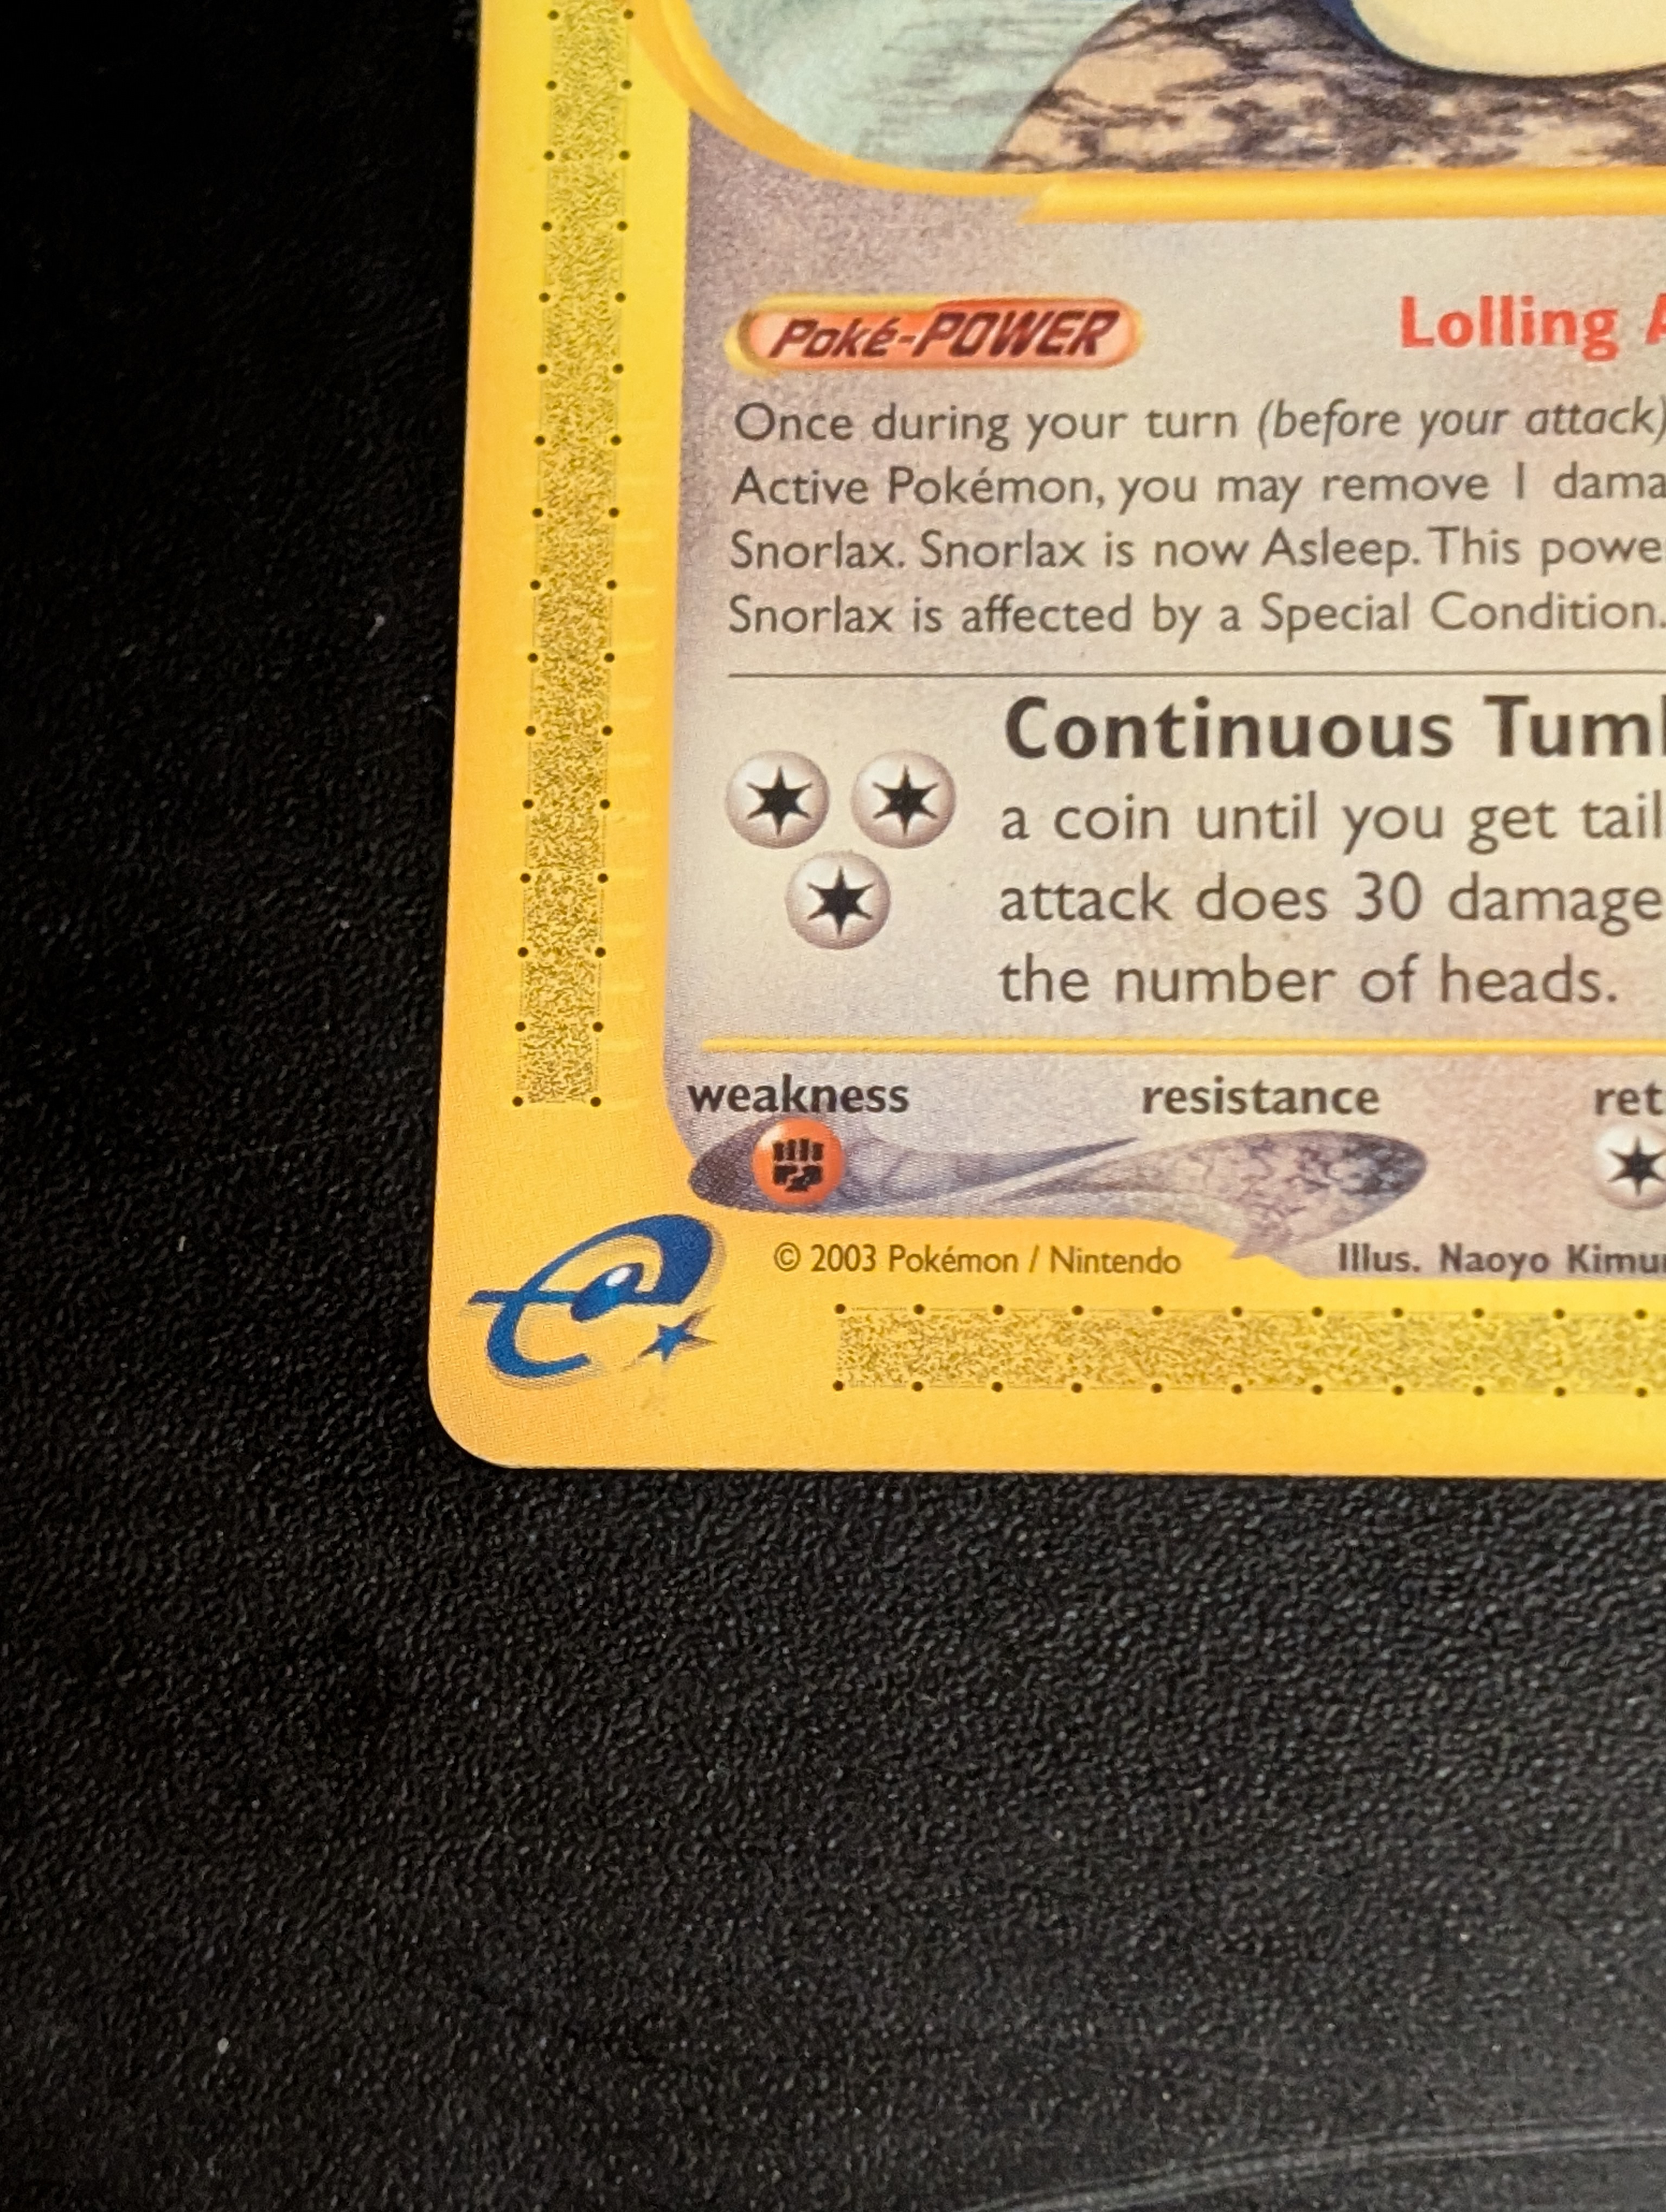 Poké-POWER Lolling
Once during your turn (before your attack)
Active Pokémon, you may remove 1
Snorlax. Snorlax is now Asleep. This
Snorlax is affected by a Special Condition.
Continuous
a coin until you get
attack does 30 damage
the number of heads.
weakness resistance
© 2003 Pokémon / Nintendo Illus. Naoyo